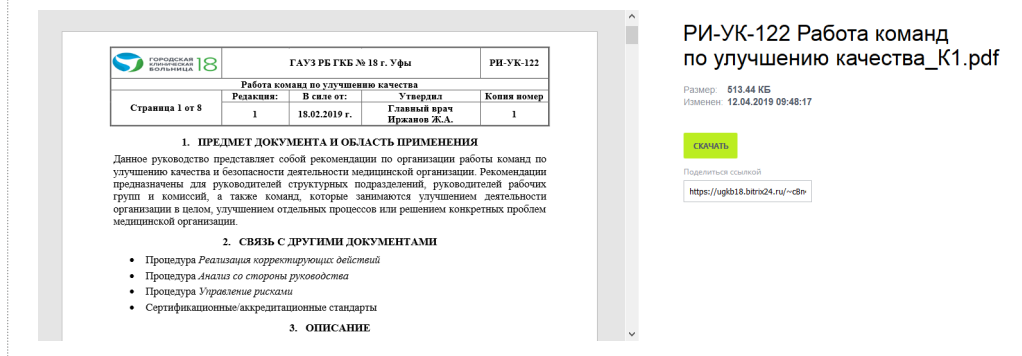 ГОРОДСКАЯ
КЛИНИЧЕСКАЯ
БОЛЬНИЦА 18
ГАУЗ РБ ГКБ № 18 г. Уфы
РИ-УК-122
Работа команд по улучшению качества
Страница 1 от 8
Редакция: В силе от: Утвердил Копия номер
1 18.02.2019 г. Главный врач
Иржанов Ж.А. 1
1. ПРЕДМЕТ ДОКУМЕНТА И ОБЛАСТЬ ПРИМЕНЕНИЯ
Данное руководство представляет собой рекомендации по организации работы команд по
улучшению качества и безопасности деятельности медицинской организации. Рекомендации
предназначены для руководителей структурных подразделений, руководителей рабочих
групп и комиссий, а также команд, которые занимаются улучшением деятельности
организации в целом, улучшением отдельных процессов или решением конкретных проблем
медицинской организации.
2. СВЯЗЬ С ДРУГИМИ ДОКУМЕНТАМИ
• Процедура Реализация корректирующих действий
• Процедура Анализ со стороны руководства
• Процедура Управление рисками
• Сертификационные/аккредитационные стандарты
3. ОПИСАНИЕ
РИ-УК-122 Работа команд
по улучшению качества_К1.pdf
Размер: 513.44 КБ
Изменен: 12.04.2019 09:48:17
СКАЧАТЬ
Поделиться ссылкой
https://ugkb18.bitrix24.ru/~c8n